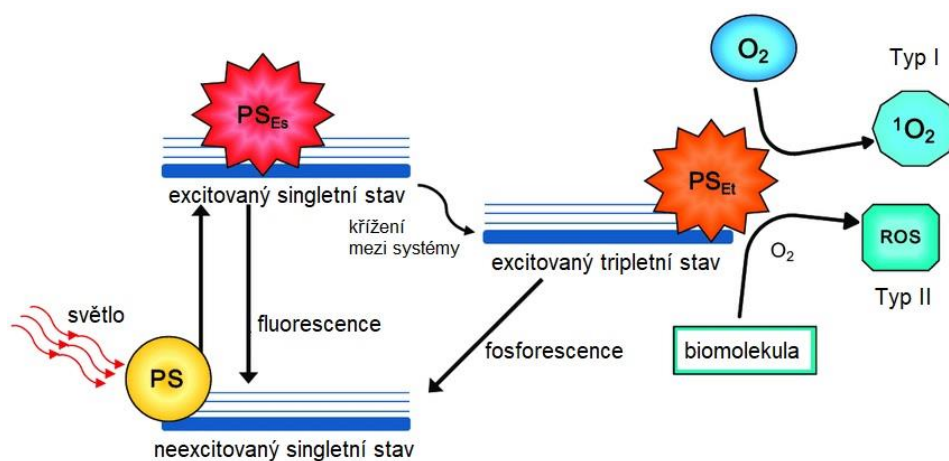 O₂
Typ I
PS_Es
¹O₂
PS_Et
excitovaný singletní stav
křížení
mezi systémy
ROS
O₂
excitovaný tripletní stav
Typ II
světlo
fluorescence
fosforescence
biomolekula
PS
neexcitovaný singletní stav